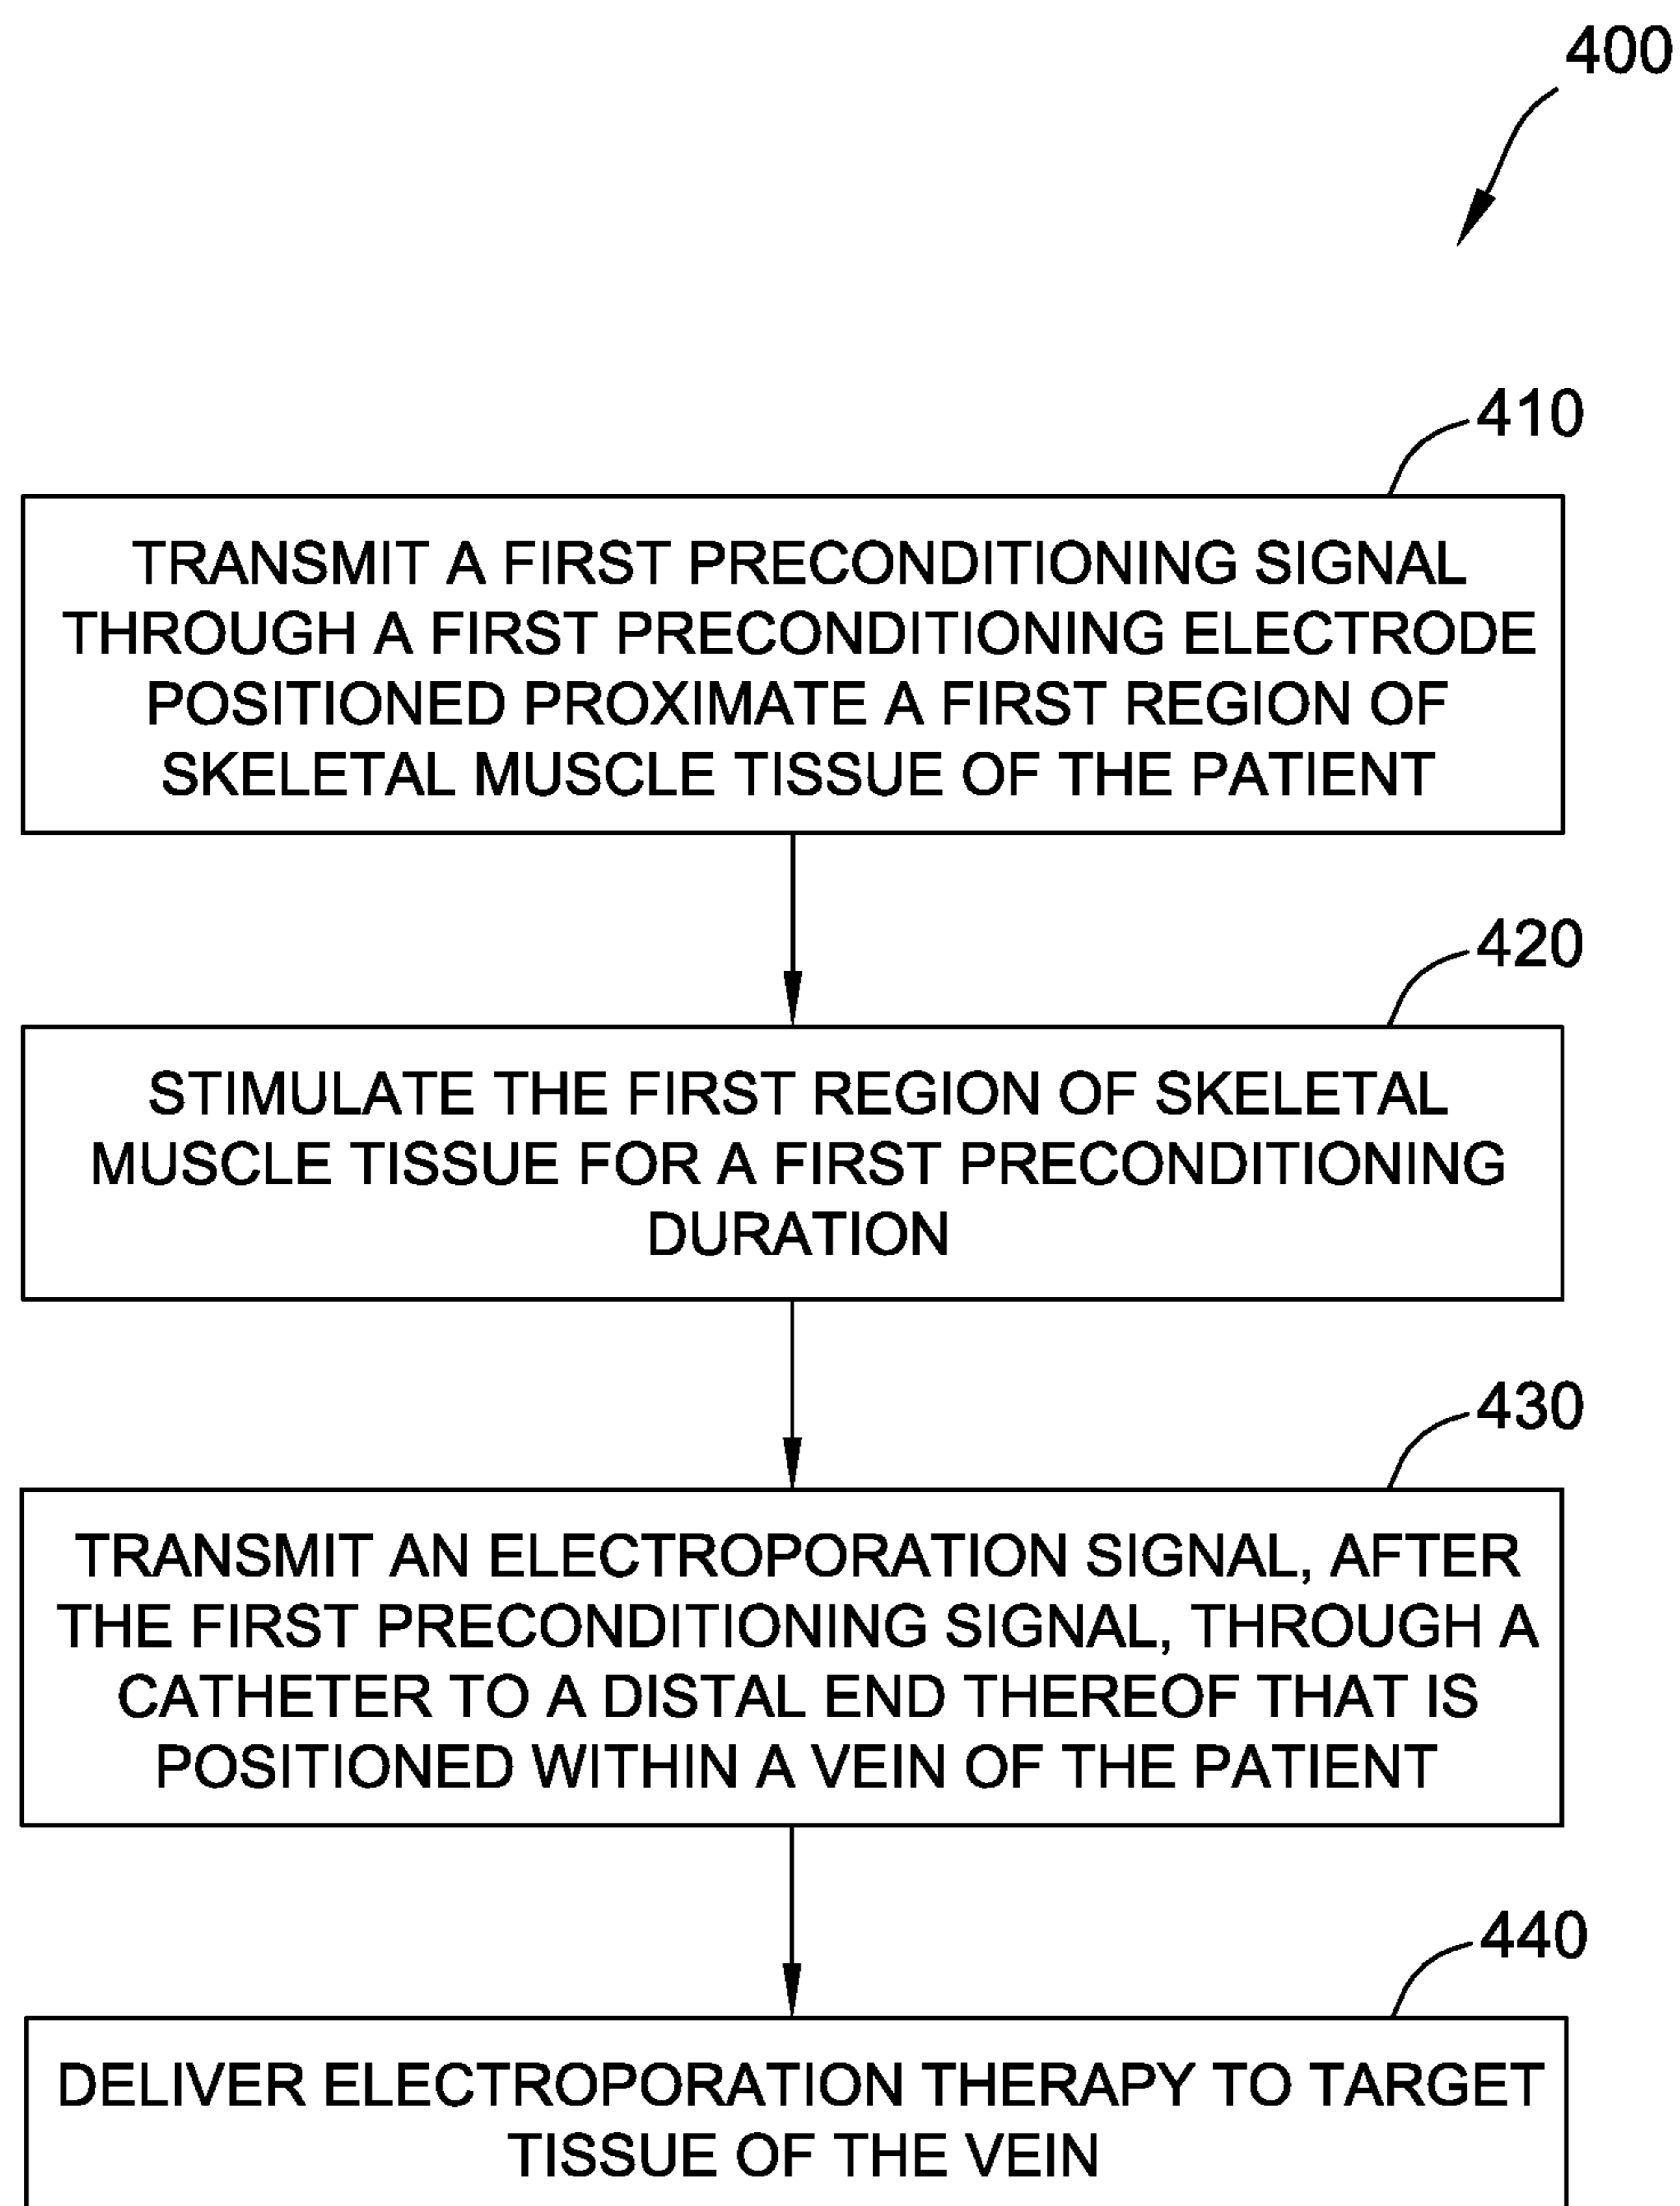 400
410
TRANSMIT A FIRST PRECONDITIONING SIGNAL
THROUGH A FIRST PRECONDITIONING ELECTRODE
POSITIONED PROXIMATE A FIRST REGION OF
SKELETAL MUSCLE TISSUE OF THE PATIENT
420
STIMULATE THE FIRST REGION OF SKELETAL
MUSCLE TISSUE FOR A FIRST PRECONDITIONING
DURATION
430
TRANSMIT AN ELECTROPORATION SIGNAL, AFTER
THE FIRST PRECONDITIONING SIGNAL, THROUGH A
CATHETER TO A DISTAL END THEREOF THAT IS
POSITIONED WITHIN A VEIN OF THE PATIENT
440
DELIVER ELECTROPORATION THERAPY TO TARGET
TISSUE OF THE VEIN